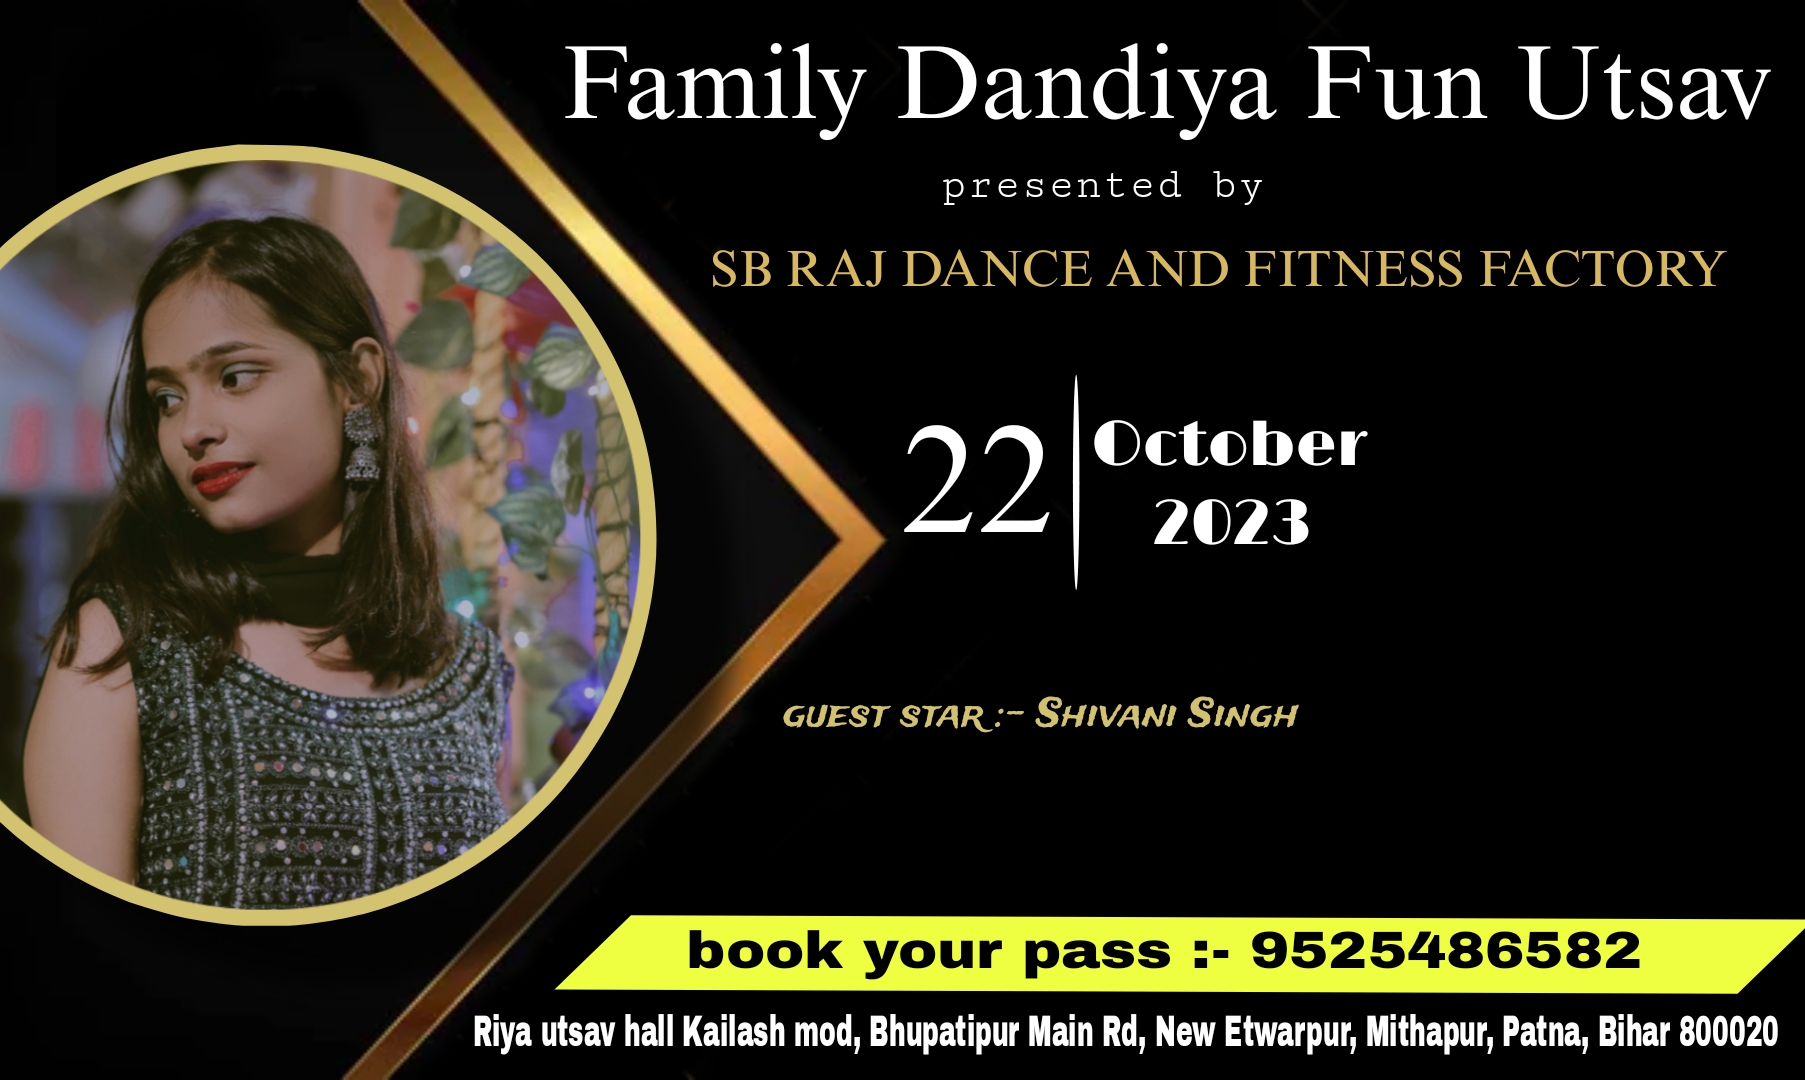 Family Dandiya Fun Utsav
presented by
SB RAJ DANCE AND FITNESS FACTORY
22
October
2023
GUEST STAR :- SHIVANI SINGH
book your pass :- 9525486582
Riya utsav hall Kailash mod, Bhupatipur Main Rd, New Etwarpur, Mithapur, Patna, Bihar 800020